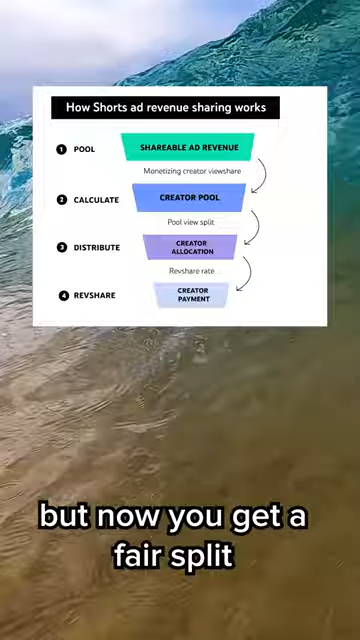 How Shorts ad revenue sharing works
1 POOL
SHAREABLE AD REVENUE
Monetizing creator viewshare
2 CALCULATE
CREATOR POOL
Pool view split
3 DISTRIBUTE
CREATOR
ALLOCATION
Revshare rate
4 REVSHARE
CREATOR
PAYMENT
but now you get a
fair split